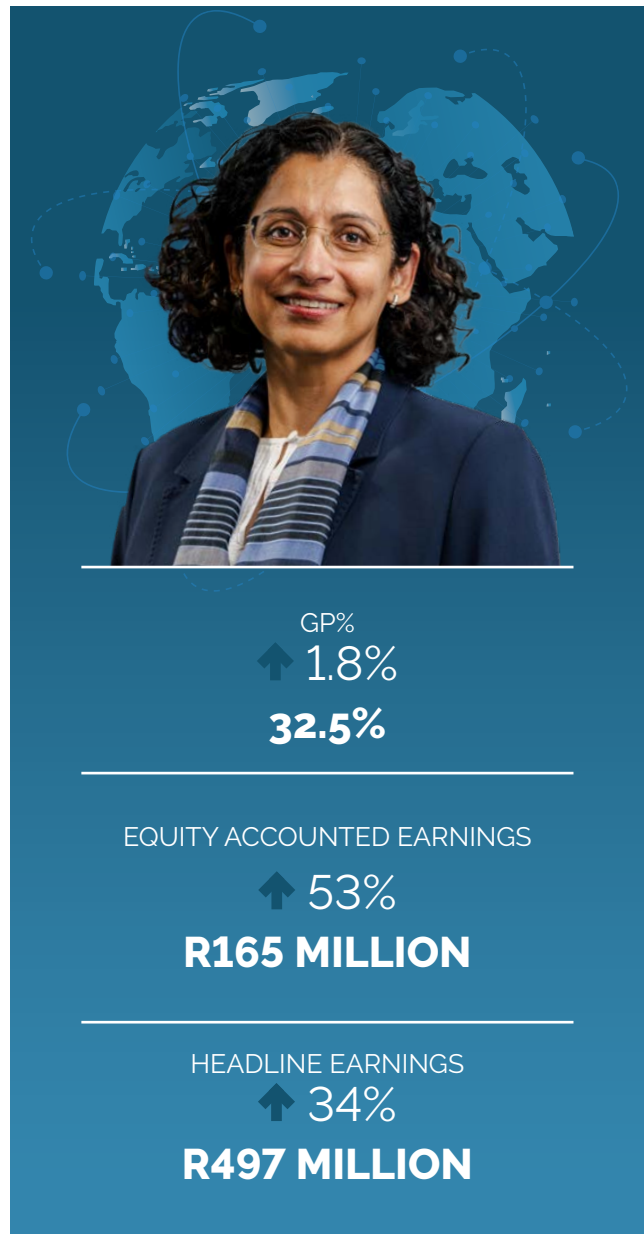 GP%
1.8%
32.5%
EQUITY ACCOUNTED EARNINGS
53%
R165 MILLION
HEADLINE EARNINGS
34%
R497 MILLION